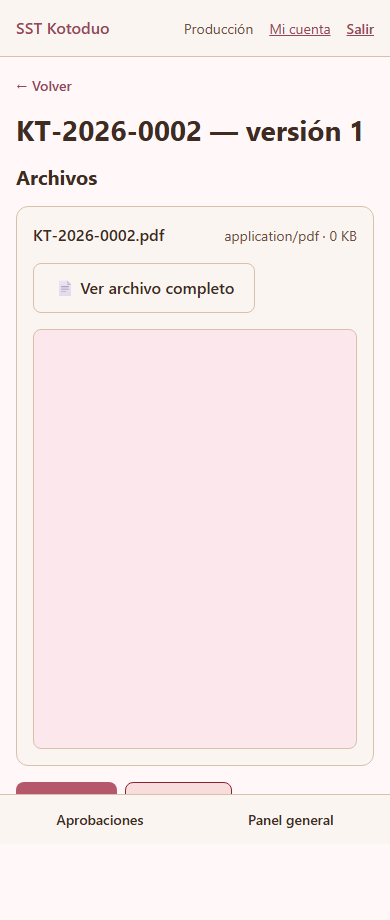 SST Kotoduo Producción Mi cuenta Salir
← Volver
KT-2026-0002 — versión 1
Archivos
KT-2026-0002.pdf application/pdf · 0 KB
Ver archivo completo
Aprobaciones Panel general